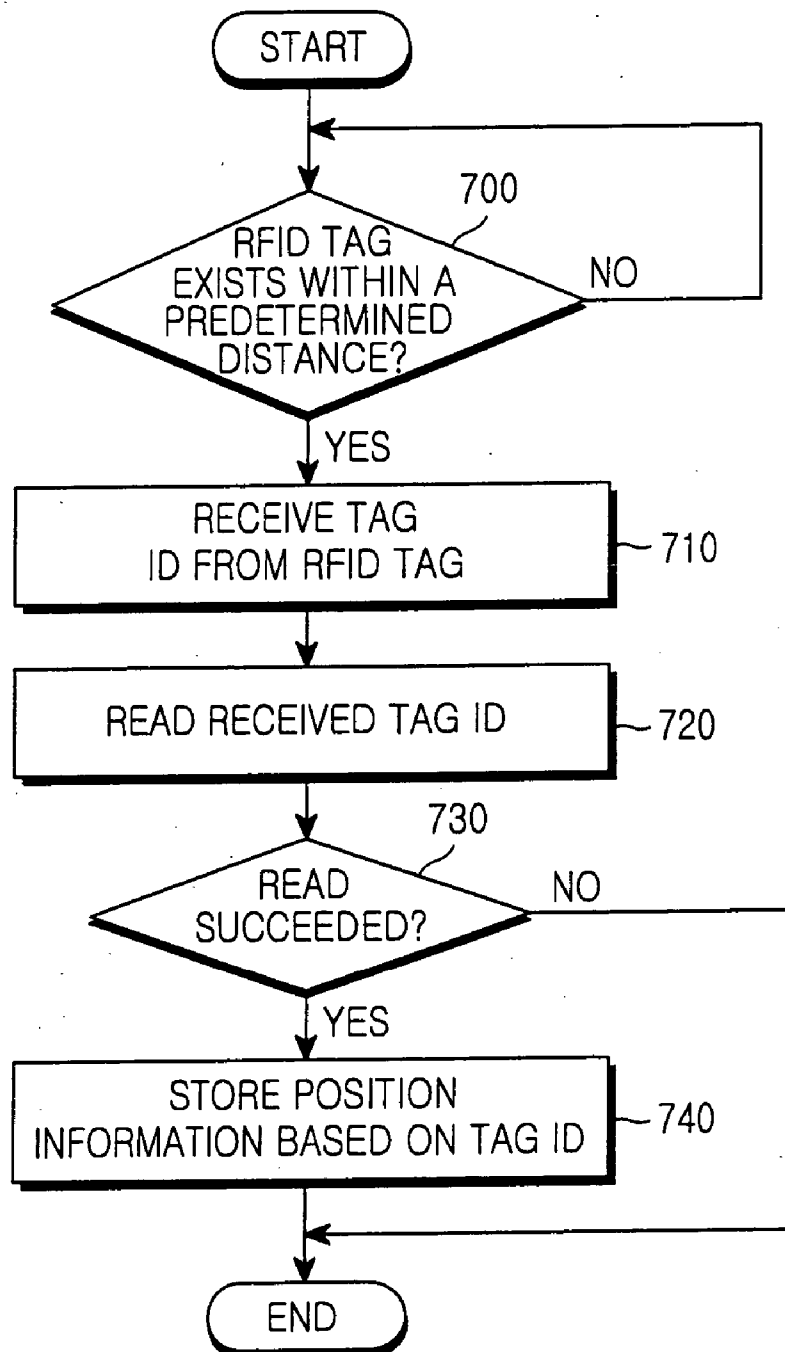 START
700
RFID TAG
EXISTS WITHIN A
PREDETERMINED
DISTANCE?
NO
YES
RECEIVE TAG
ID FROM RFID TAG
710
READ RECEIVED TAG ID
720
730
READ
SUCCEEDED?
NO
YES
STORE POSITION
INFORMATION BASED ON TAG ID
740
END